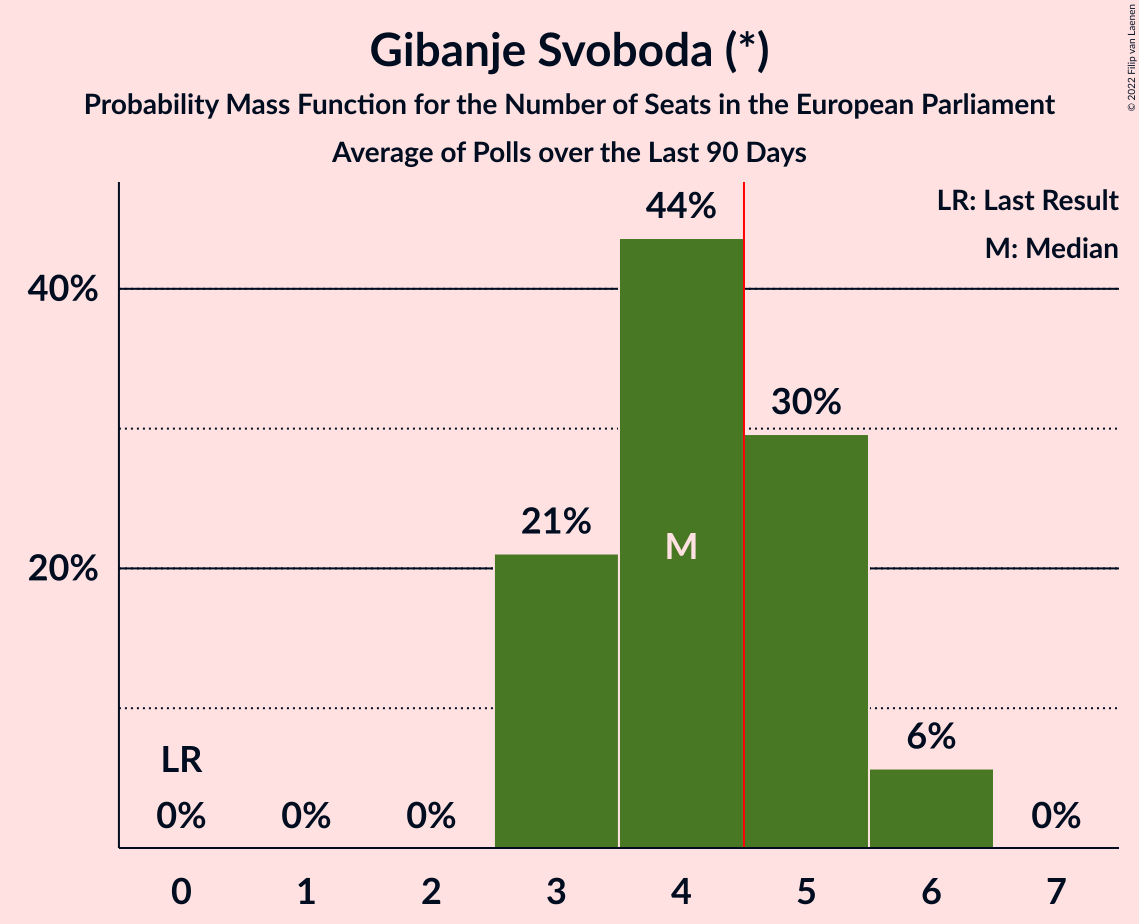 Gibanje Svoboda (*)
Probability Mass Function for the Number of Seats in the European Parliament
Average of Polls over the Last 90 Days
© 2022 Filip van Laenen
LR: Last Result
M: Median
44%
40%
30%
21%
M
20%
6%
LR
0% 0% 0% 0%
0 1 2 3 4 5 6 7